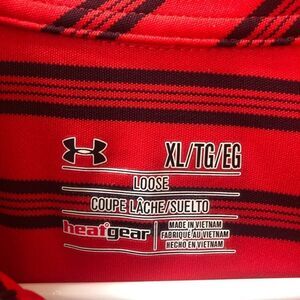 XL/TG/EG
LOOSE
COUPE LÂCHE/SUELTO
heatgear
MADE IN VIETNAM
FABRIQUÉ AU VIETNAM
HECHO EN VIETNAM